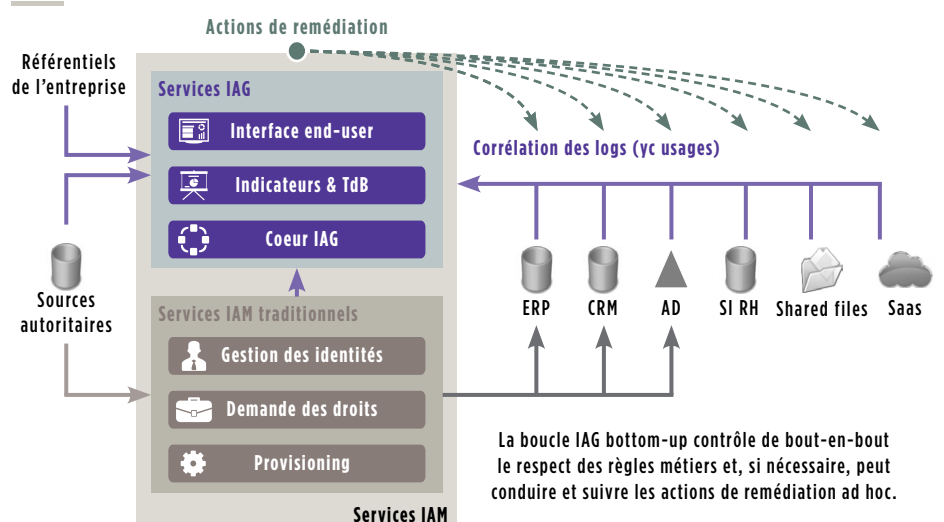 Actions de remédiation
Référentiels
de l'entreprise
Services IAG
Interface end-user
Indicateurs & TdB
Coeur IAG
Corrélation des logs (yc usages)
Sources
autoritaires
ERP
CRM
AD
SI RH
Shared files
Saas
Services IAM traditionnels
Gestion des identités
Demande des droits
Provisioning
Services IAM
La boucle IAG bottom-up contrôle de bout-en-bout
le respect des règles métiers et, si nécessaire, peut
conduire et suivre les actions de remédiation ad hoc.